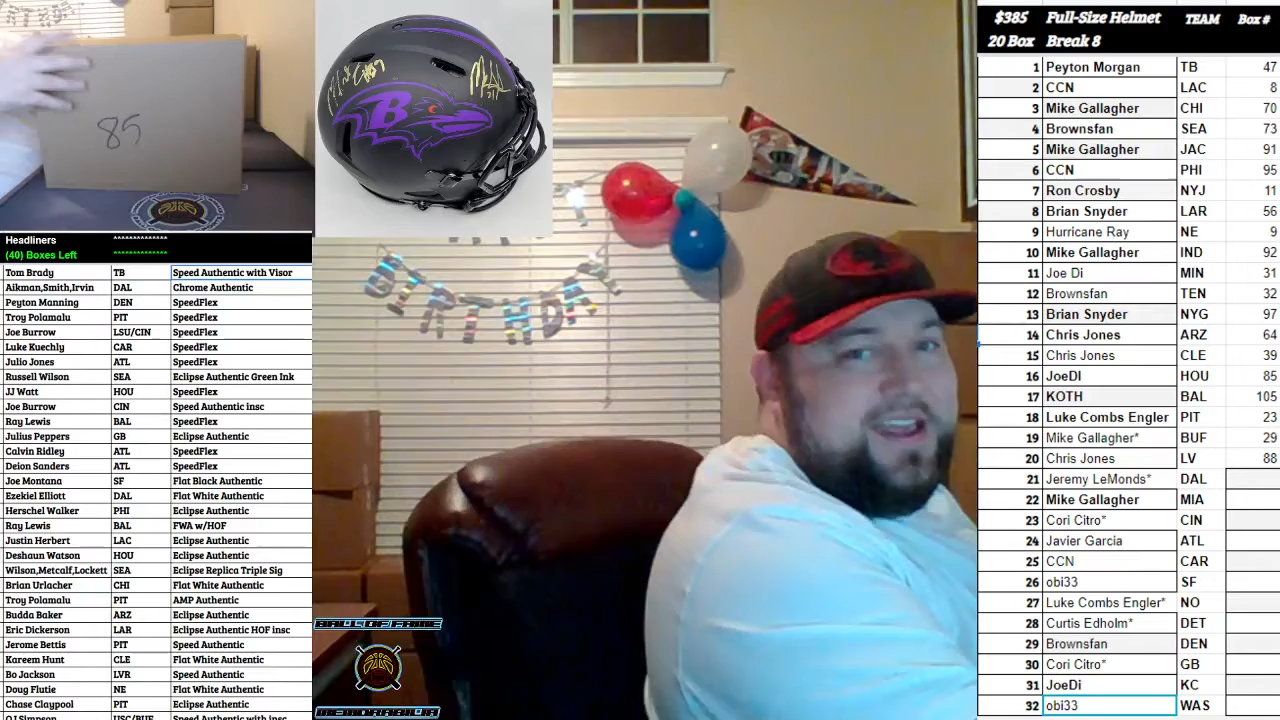 85
B
BIRTHDAY
Headliners **************
(40) Boxes Left **************
Tom Brady TB Speed Authentic with Visor
Aikman,Smith,Irvin DAL Chrome Authentic
Peyton Manning DEN SpeedFlex
Troy Polamalu PIT SpeedFlex
Joe Burrow LSU/CIN SpeedFlex
Luke Kuechly CAR SpeedFlex
Julio Jones ATL SpeedFlex
Russell Wilson SEA Eclipse Authentic Green Ink
JJ Watt HOU SpeedFlex
Joe Burrow CIN Speed Authentic insc
Ray Lewis BAL SpeedFlex
Julius Peppers GB Eclipse Authentic
Calvin Ridley ATL SpeedFlex
Deion Sanders ATL SpeedFlex
Joe Montana SF Flat Black Authentic
Ezekiel Elliott DAL Flat White Authentic
Herschel Walker PHI Eclipse Authentic
Ray Lewis BAL FWA w/HOF
Justin Herbert LAC Eclipse Authentic
Deshaun Watson HOU Eclipse Authentic
Wilson,Metcalf,Lockett SEA Eclipse Replica Triple Sig
Brian Urlacher CHI Flat White Authentic
Troy Polamalu PIT AMP Authentic
Budda Baker ARZ Eclipse Authentic
Eric Dickerson LAR Eclipse Authentic HOF insc
Jerome Bettis PIT Speed Authentic
Kareem Hunt CLE Flat White Authentic
Bo Jackson LVR Speed Authentic
Doug Flutie NE Flat White Authentic
Chase Claypool PIT Eclipse Authentic
OJ Simpson USC/BUF Speed Authentic with insc
BALL OF FAME
MEMORABILIA
$385 Full-Size Helmet TEAM Box #
20 Box Break 8
1 Peyton Morgan TB 47
2 CCN LAC 8
3 Mike Gallagher CHI 70
4 Brownsfan SEA 73
5 Mike Gallagher JAC 91
6 CCN PHI 95
7 Ron Crosby NYJ 11
8 Brian Snyder LAR 56
9 Hurricane Ray NE 9
10 Mike Gallagher IND 92
11 Joe Di MIN 31
12 Brownsfan TEN 32
13 Brian Snyder NYG 97
14 Chris Jones ARZ 64
15 Chris Jones CLE 39
16 JoeDI HOU 85
17 KOTH BAL 105
18 Luke Combs Engler PIT 23
19 Mike Gallagher* BUF 29
20 Chris Jones LV 88
21 Jeremy LeMonds* DAL
22 Mike Gallagher MIA
23 Cori Citro* CIN
24 Javier Garcia ATL
25 CCN CAR
26 obi33 SF
27 Luke Combs Engler* NO
28 Curtis Edholm* DET
29 Brownsfan DEN
30 Cori Citro* GB
31 JoeDi KC
32 obi33 WAS